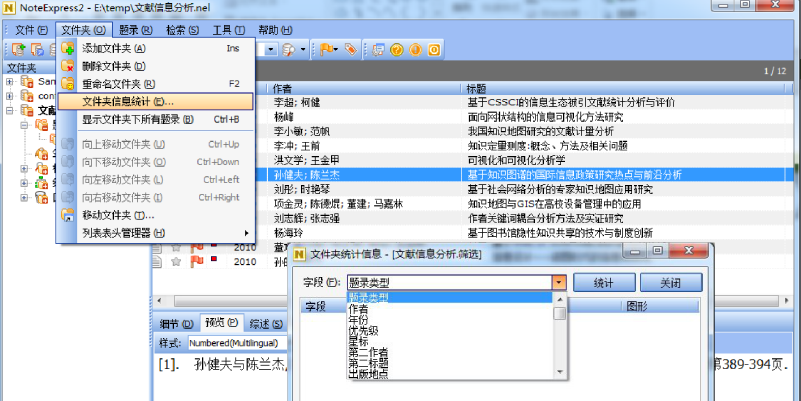 NoteExpress2 - E:\temp\文献信息分析.nel
文件(F) 文件夹(O) 题录(R) 检索(S) 工具(T) 帮助(H)
文件夹
添加文件夹(A) Ins
删除文件夹(D)
重命名文件夹(R) F2
文件夹信息统计(E)...
显示文件夹下所有题录(B) Ctrl+B
向上移动文件夹(U) Ctrl+Up
向下移动文件夹(O) Ctrl+Down
向左移动文件夹(L) Ctrl+Left
向右移动文件夹(I) Ctrl+Right
移动文件夹(T)...
列表表头管理器(H)
1 / 12
作者 标题
李超; 柯健 基于CSSCI的信息生态被引文献统计分析与评价
杨峰 面向网状结构的信息可视化方法研究
李小敏; 范帆 我国知识地图研究的文献计量分析
李冲; 王前 知识定量测度:概念、方法及相关问题
洪文学; 王金甲 可视化和可视化分析学
孙健夫; 陈兰杰 基于知识图谱的国际信息政策研究热点与前沿分析
刘彤; 时艳琴 基于社会网络分析的专家知识地图应用研究
项金灵; 陈德焜; 董建; 马嘉林 知识地图与GIS在高校设备管理中的应用
刘志辉; 张志强 作者关键词耦合分析方法及实证研究
杨海玲 基于图书馆隐性知识共享的技术与制度创新
2010
2010
文件夹统计信息 - [文献信息分析.筛选]
字段(F): 题录类型 统计 关闭
字段 图形
题录类型
作者
年份
优先级
星标
第二作者
第二标题
出版地点
细节(D) 预览(P) 综述(S)
样式: Numbered(Multilingual)
[1]. 孙健夫与陈兰杰, 第389-394页.